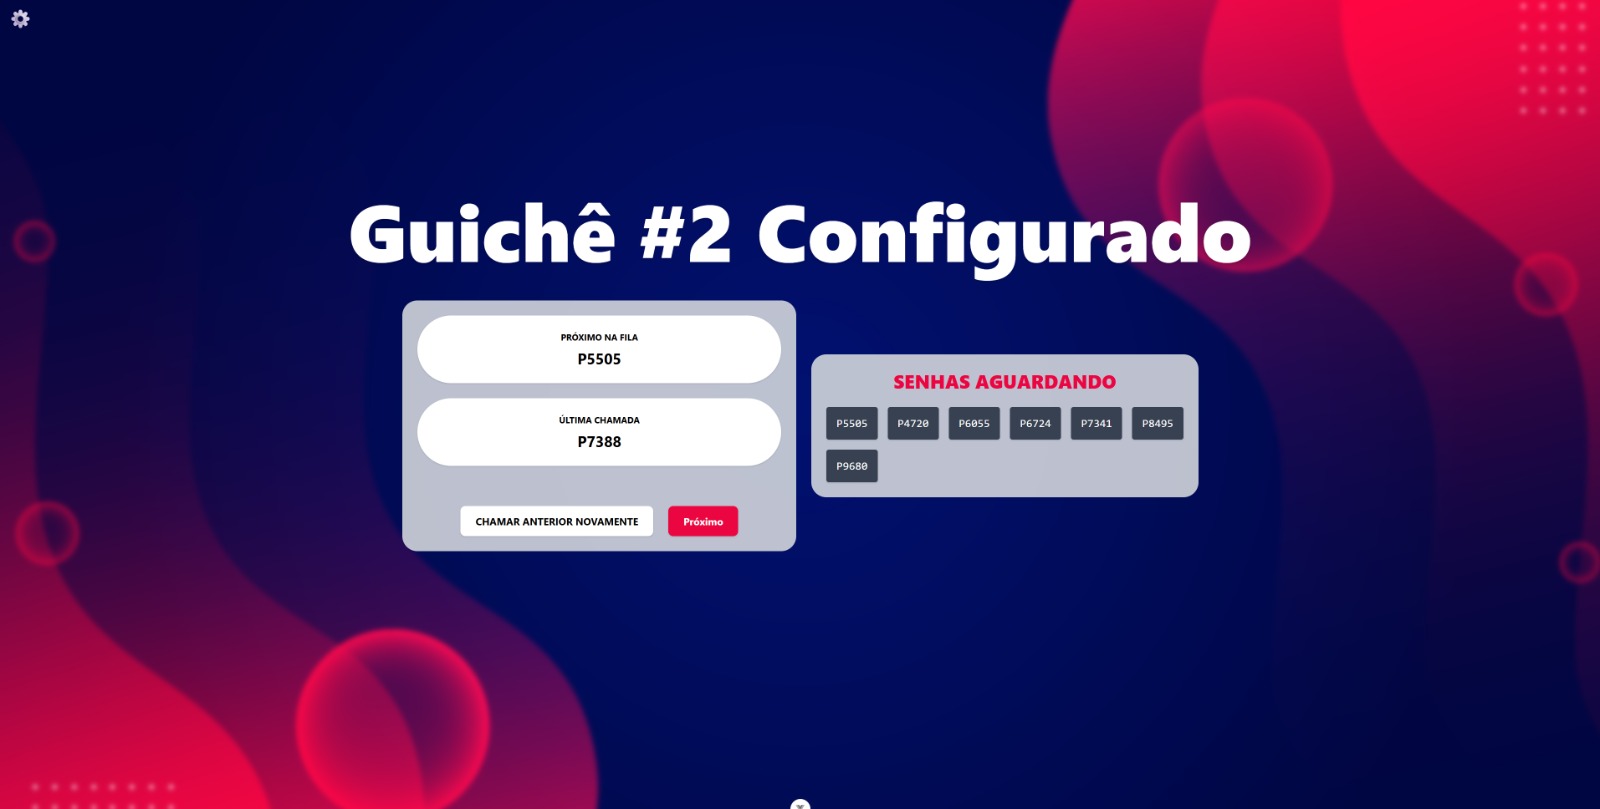 Guichê #2 Configurado
PRÓXIMO NA FILA
P5505
ÚLTIMA CHAMADA
P7388
CHAMAR ANTERIOR NOVAMENTE Próximo
SENHAS AGUARDANDO
P5505 P4720 P6055 P6724 P7341 P8495
P9680